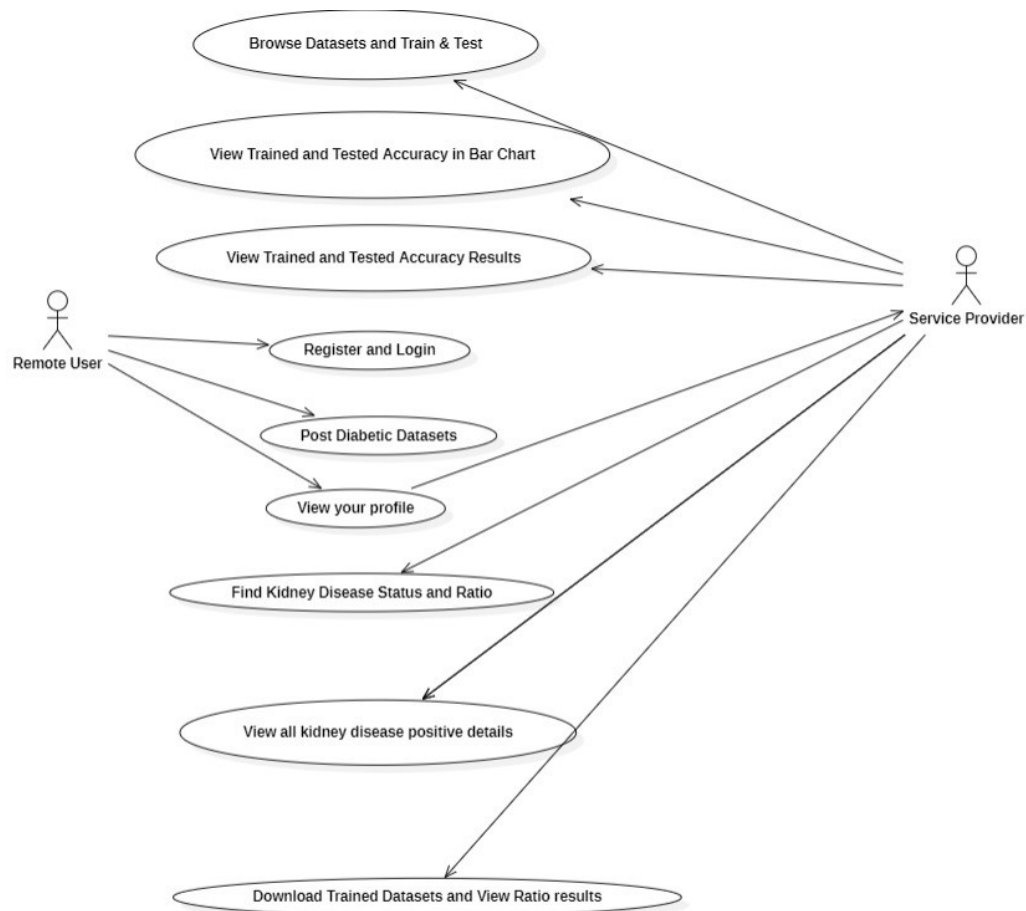 Browse Datasets and Train & Test
View Trained and Tested Accuracy in Bar Chart
View Trained and Tested Accuracy Results
Service Provider
Remote User
Register and Login
Post Diabetic Datasets
View your profile
Find Kidney Disease Status and Ratio
View all kidney disease positive details
Download Trained Datasets and View Ratio results